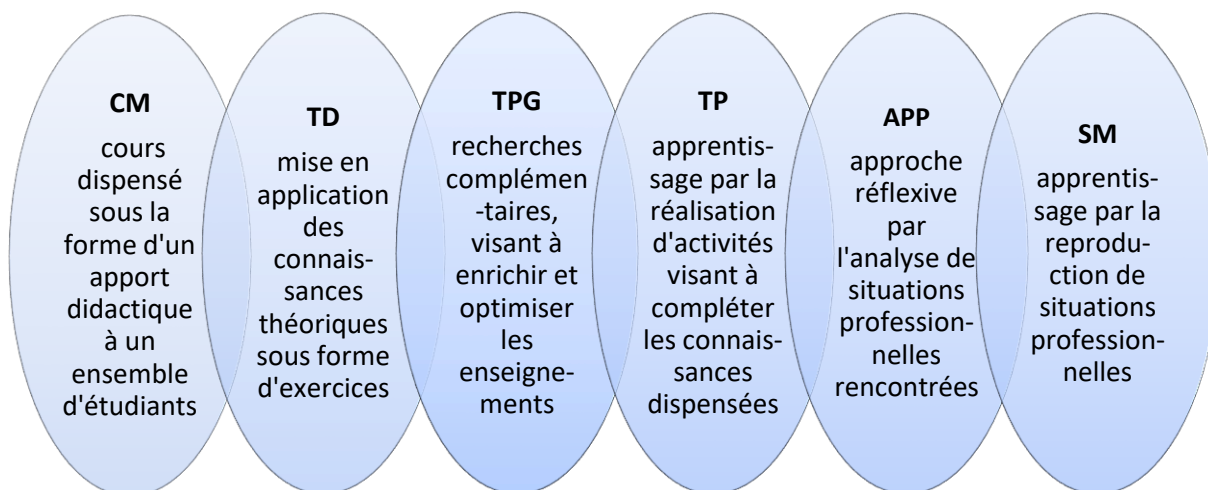 CM
cours
dispensé
sous la
forme d'un
apport
didactique
à un
ensemble
d'étudiants
TD
mise en
application
des
connais-
sances
théoriques
sous forme
d'exercices
TPG
recherches
complémen
-taires,
visant à
enrichir et
optimiser
les
enseigne-
ments
TP
apprentis-
sage par la
réalisation
d'activités
visant à
compléter
les connais-
sances
dispensées
APP
approche
réflexive
par
l'analyse de
situations
profession-
nelles
rencontrées
SM
apprentis-
sage par la
reproduc-
tion de
situations
profession-
nelles